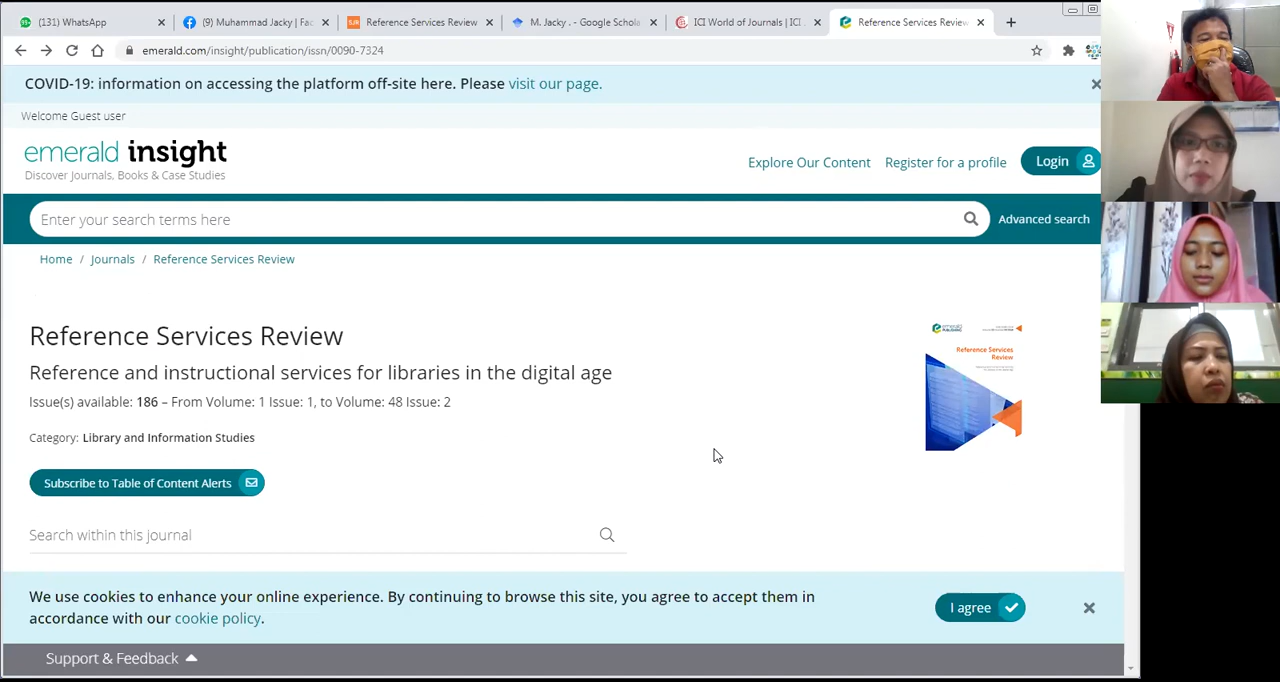 (131) WhatsApp
(9) Muhammad Jacky | Fac
SJR
Reference Services Review
M. Jacky . - Google Schola
ICI World of Journals | ICI
Reference Services Review
emerald.com/insight/publication/issn/0090-7324
COVID-19: information on accessing the platform off-site here. Please visit our page.
Welcome Guest user
emerald insight
Discover Journals, Books & Case Studies
Explore Our Content
Register for a profile
Login
Enter your search terms here
Advanced search
Home / Journals / Reference Services Review
Reference Services Review
Reference and instructional services for libraries in the digital age
Issue(s) available: 186 – From Volume: 1 Issue: 1, to Volume: 48 Issue: 2
Category: Library and Information Studies
emerald
PUBLISHING
Reference Services
Review
Subscribe to Table of Content Alerts
Search within this journal
We use cookies to enhance your online experience. By continuing to browse this site, you agree to accept them in
accordance with our cookie policy.
I agree
Support & Feedback